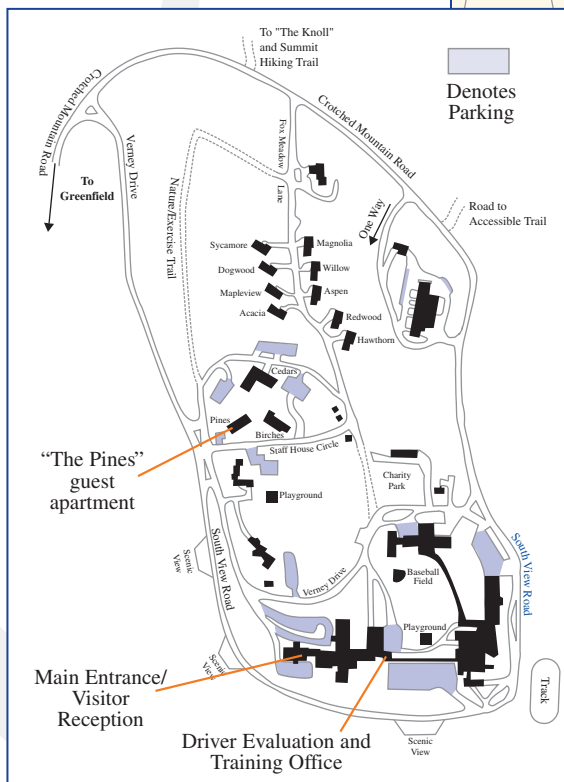 To "The Knoll"
and Summit
Hiking Trail
Denotes
Parking
Crotched Mountain Road
Crotched Mountain Road
To
Greenfield
Verney Drive
Nature/Exercise Trail
Fox Meadow
Lane
One Way
Road to
Accessible Trail
Sycamore
Magnolia
Dogwood
Willow
Mapleview
Aspen
Acacia
Redwood
Hawthorn
Cedars
Pines
Birches
Staff House Circle
"The Pines"
guest
apartment
Charity
Park
Playground
Scenic
View
South View Road
South View Road
Verney Drive
Baseball
Field
Playground
Scenic
View
Main Entrance/
Visitor
Reception
Driver Evaluation and
Training Office
Scenic
View
Track